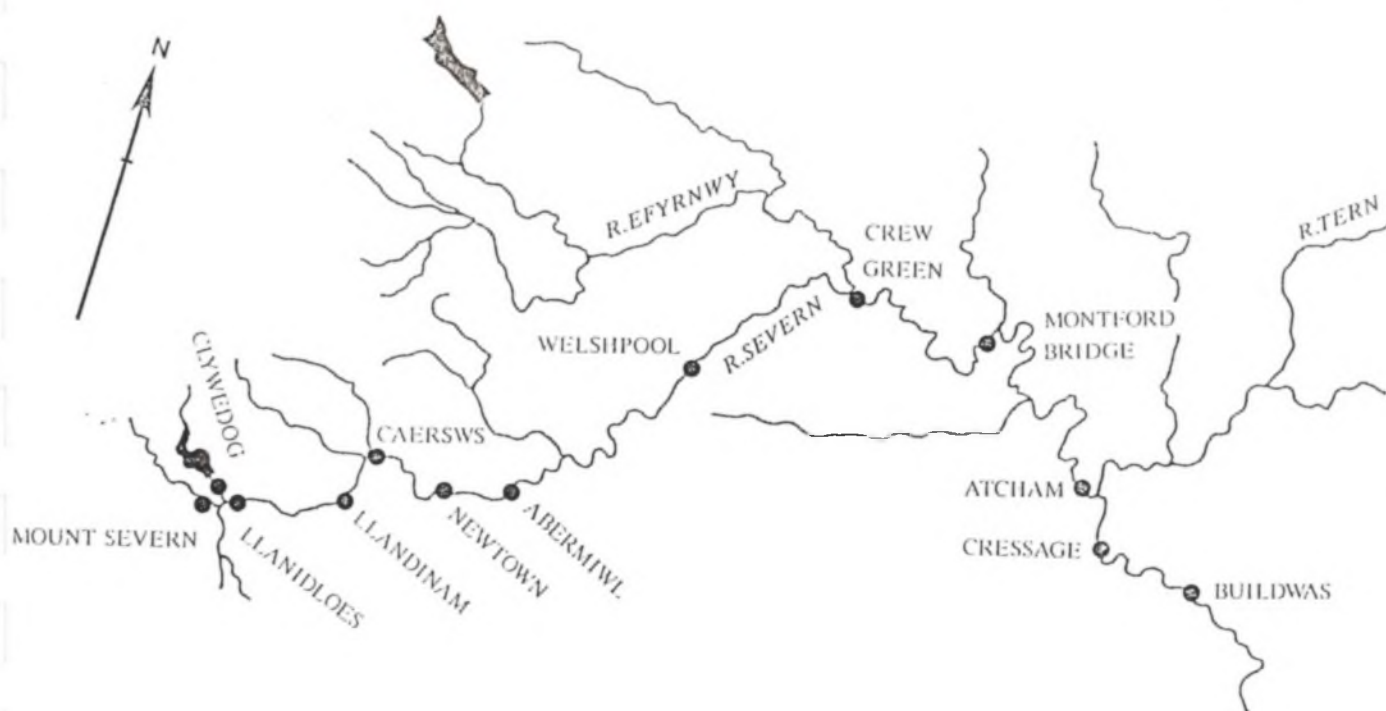 N
R.EFYRNWY
CREW
GREEN
R.TERN
MONTFORD
BRIDGE
WELSHPOOL
R.SEVERN
CLYWEDOG
CAERSWS
ATCHAM
MOUNT SEVERN
LLANIDLOES
LLANDINAM
NEWTOWN
ABERMIWL
CRESSAGE
BUILDWAS